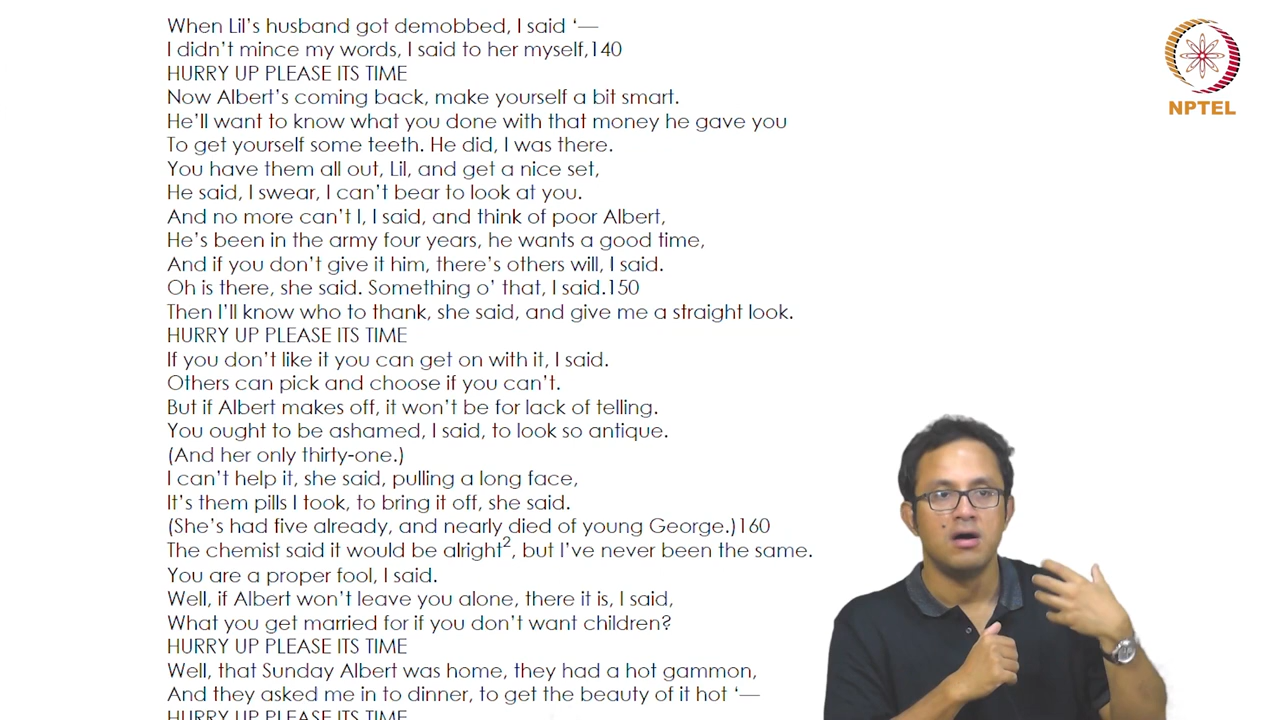 When Lil’s husband got demobbed, I said ‘—
I didn’t mince my words, I said to her myself,140
HURRY UP PLEASE ITS TIME
Now Albert’s coming back, make yourself a bit smart.
He’ll want to know what you done with that money he gave you
To get yourself some teeth. He did, I was there.
You have them all out, Lil, and get a nice set,
He said, I swear, I can’t bear to look at you.
And no more can’t I, I said, and think of poor Albert,
He’s been in the army four years, he wants a good time,
And if you don’t give it him, there’s others will, I said.
Oh is there, she said. Something o’ that, I said.150
Then I’ll know who to thank, she said, and give me a straight look.
HURRY UP PLEASE ITS TIME
If you don’t like it you can get on with it, I said.
Others can pick and choose if you can’t.
But if Albert makes off, it won’t be for lack of telling.
You ought to be ashamed, I said, to look so antique.
(And her only thirty-one.)
I can’t help it, she said, pulling a long face,
It’s them pills I took, to bring it off, she said.
(She’s had five already, and nearly died of young George.)160
The chemist said it would be alright², but I’ve never been the same.
You are a proper fool, I said.
Well, if Albert won’t leave you alone, there it is, I said,
What you get married for if you don’t want children?
HURRY UP PLEASE ITS TIME
Well, that Sunday Albert was home, they had a hot gammon,
And they asked me in to dinner, to get the beauty of it hot ‘—
HURRY UP PLEASE ITS TIME
NPTEL